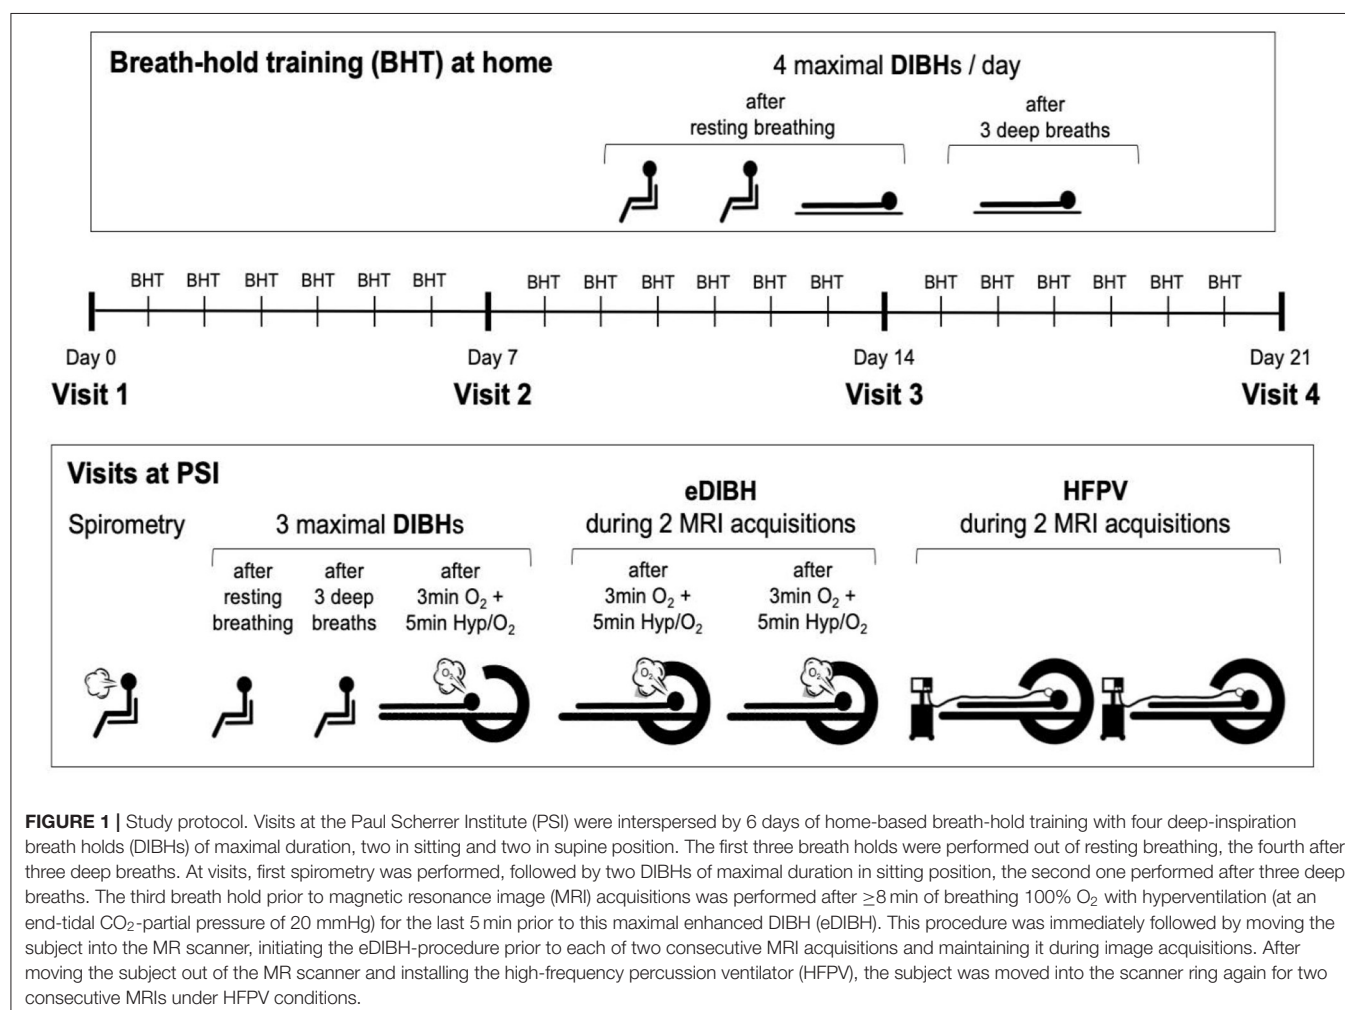 Breath-hold training (BHT) at home
4 maximal DIBHs / day
after
resting breathing
after
3 deep breaths
BHT BHT BHT BHT BHT BHT BHT BHT BHT BHT BHT BHT BHT BHT BHT BHT BHT BHT
Day 0 Day 7 Day 14 Day 21
Visit 1 Visit 2 Visit 3 Visit 4
Visits at PSI
Spirometry
3 maximal DIBHs
after
resting
breathing
after
3 deep
breaths
after
3min O₂ +
5min Hyp/O₂
O₂
eDIBH
during 2 MRI acquisitions
after
3min O₂ +
5min Hyp/O₂
O₂
after
3min O₂ +
5min Hyp/O₂
O₂
HFPV
during 2 MRI acquisitions
FIGURE 1 | Study protocol. Visits at the Paul Scherrer Institute (PSI) were interspersed by 6 days of home-based breath-hold training with four deep-inspiration
breath holds (DIBHs) of maximal duration, two in sitting and two in supine position. The first three breath holds were performed out of resting breathing, the fourth after
three deep breaths. At visits, first spirometry was performed, followed by two DIBHs of maximal duration in sitting position, the second one performed after three deep
breaths. The third breath hold prior to magnetic resonance image (MRI) acquisitions was performed after ≥8 min of breathing 100% O₂ with hyperventilation (at an
end-tidal CO₂-partial pressure of 20 mmHg) for the last 5 min prior to this maximal enhanced DIBH (eDIBH). This procedure was immediately followed by moving the
subject into the MR scanner, initiating the eDIBH-procedure prior to each of two consecutive MRI acquisitions and maintaining it during image acquisitions. After
moving the subject out of the MR scanner and installing the high-frequency percussion ventilator (HFPV), the subject was moved into the scanner ring again for two
consecutive MRIs under HFPV conditions.